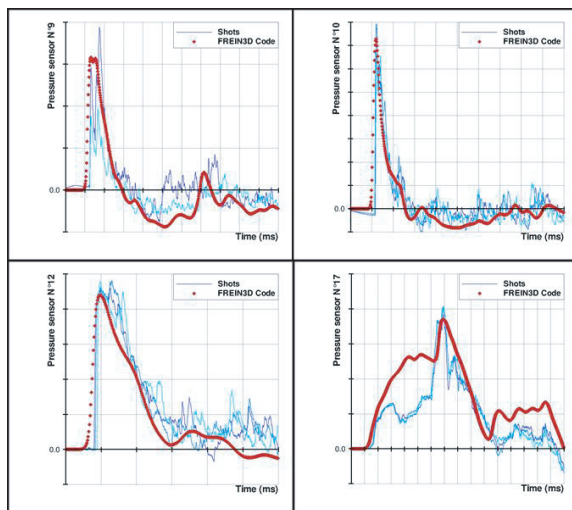 Pressure sensor N°9
Shots
FREIN3D Code
0.0
Time (ms)
Pressure sensor N°10
Shots
FREIN3D Code
0.0
Time (ms)
Pressure sensor N°12
Shots
FREIN3D Code
0.0
Time (ms)
Pressure sensor N°17
Shots
FREIN3D Code
0.0
Time (ms)